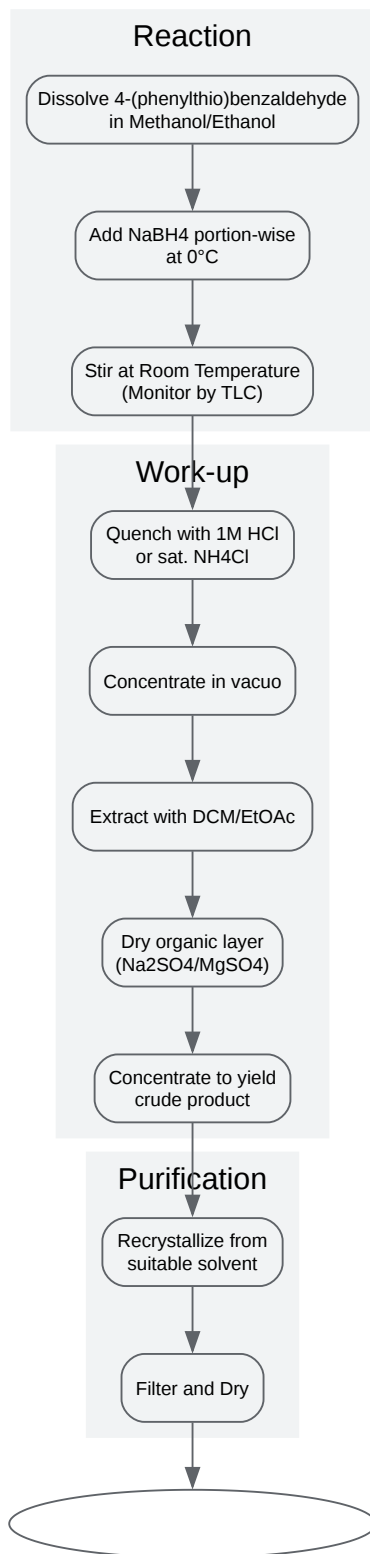 Reaction
Dissolve 4-(phenylthio)benzaldehyde
in Methanol/Ethanol
Add NaBH4 portion-wise
at 0°C
Stir at Room Temperature
(Monitor by TLC)
Work-up
Quench with 1M HCl
or sat. NH4Cl
Concentrate in vacuo
Extract with DCM/EtOAc
Dry organic layer
(Na2SO4/MgSO4)
Concentrate to yield
crude product
Purification
Recrystallize from
suitable solvent
Filter and Dry